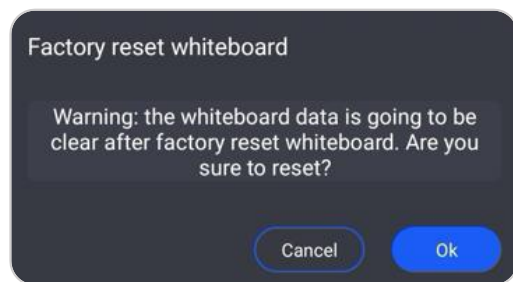 Factory reset whiteboard
Warning: the whiteboard data is going to be
clear after factory reset whiteboard. Are you
sure to reset?
Cancel
Ok